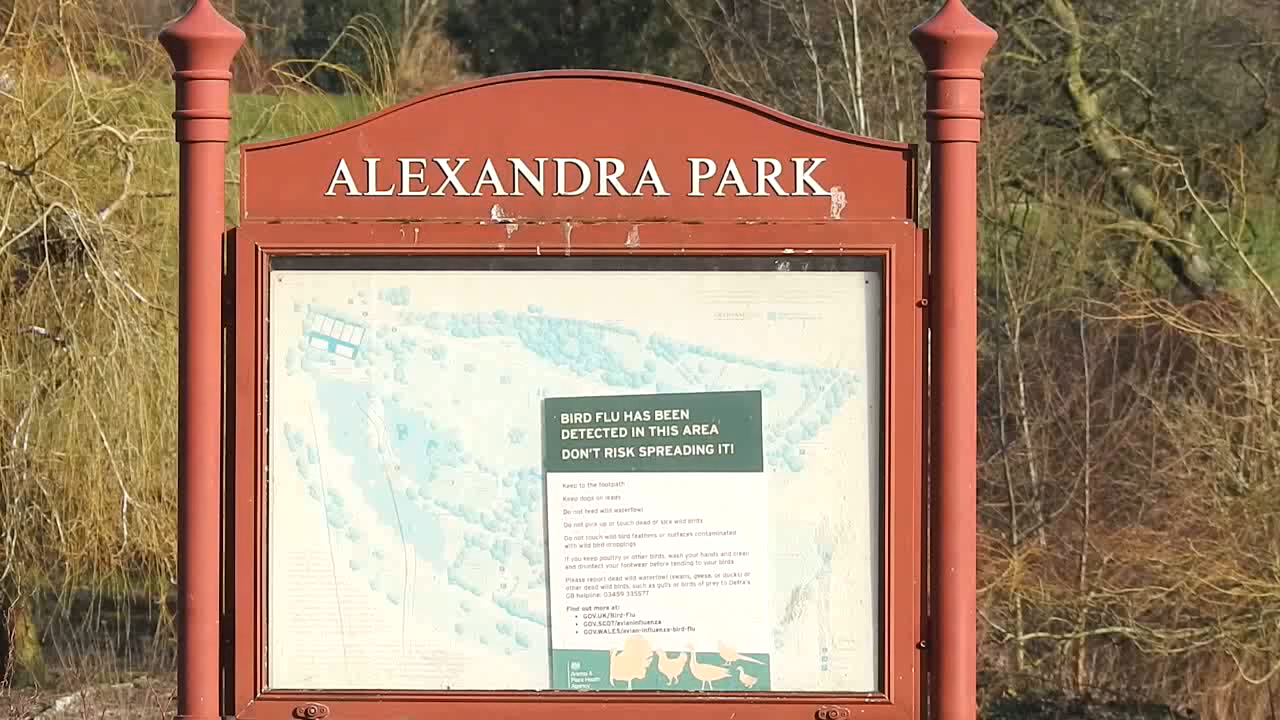 ALEXANDRA PARK
BIRD FLU HAS BEEN
DETECTED IN THIS AREA
DON'T RISK SPREADING IT!
Keep to the footpath
Keep dogs on leads
Do not feed wild waterfowl
Do not pick up or touch dead or sick wild birds
Do not touch wild bird feathers or surfaces contaminated
with wild bird droppings
If you keep poultry or other birds, wash your hands and clean
and disinfect your footwear before tending to your birds
Please report dead wild waterfowl (swans, geese, or ducks) or
other dead wild birds, such as gulls or birds of prey to Defra's
GB helpline: 03459 335577
Find out more at:
• GOV.UK/Bird-Flu
• GOV.SCOT/avianinfluenza
• GOV.WALES/avian-influenza-bird-flu
Animal &
Plant Health
Agency